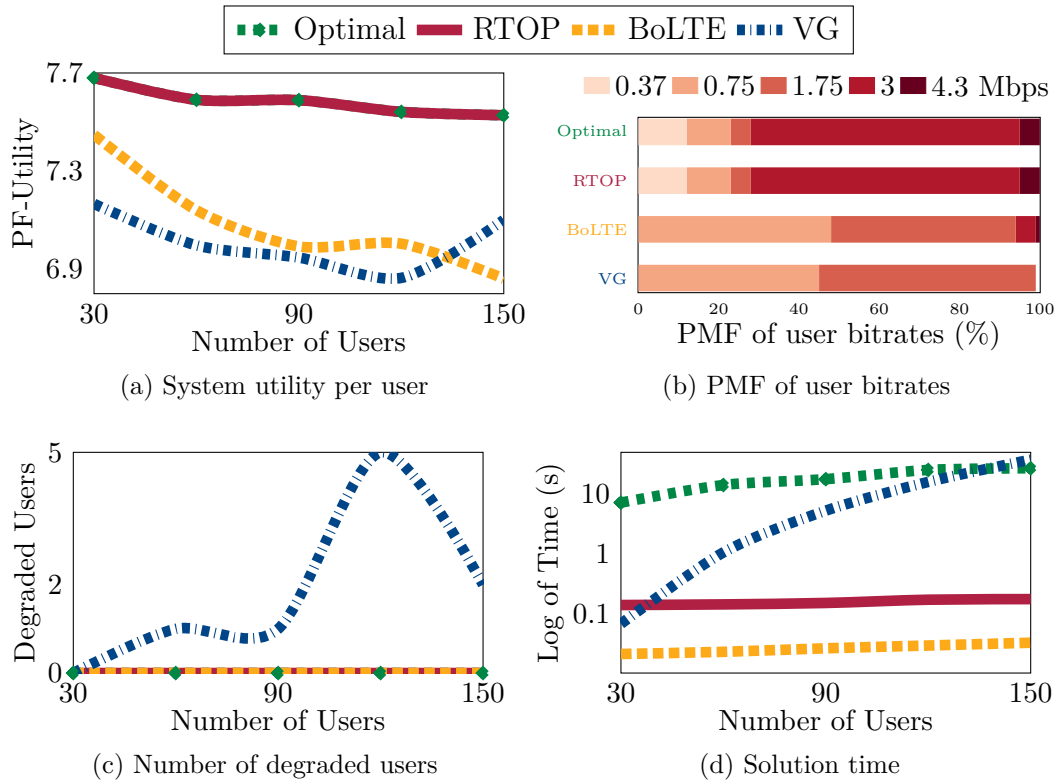 Optimal RTOP BoLTE VG
7.7
7.3
6.9
PF-Utility
30 90 150
Number of Users
(a) System utility per user
0.37 0.75 1.75 3 4.3 Mbps
Optimal
RTOP
BoLTE
VG
0 20 40 60 80 100
PMF of user bitrates (%)
(b) PMF of user bitrates
5
2
0
Degraded Users
30 90 150
Number of Users
(c) Number of degraded users
10
1
0.1
Log of Time (s)
30 90 150
Number of Users
(d) Solution time